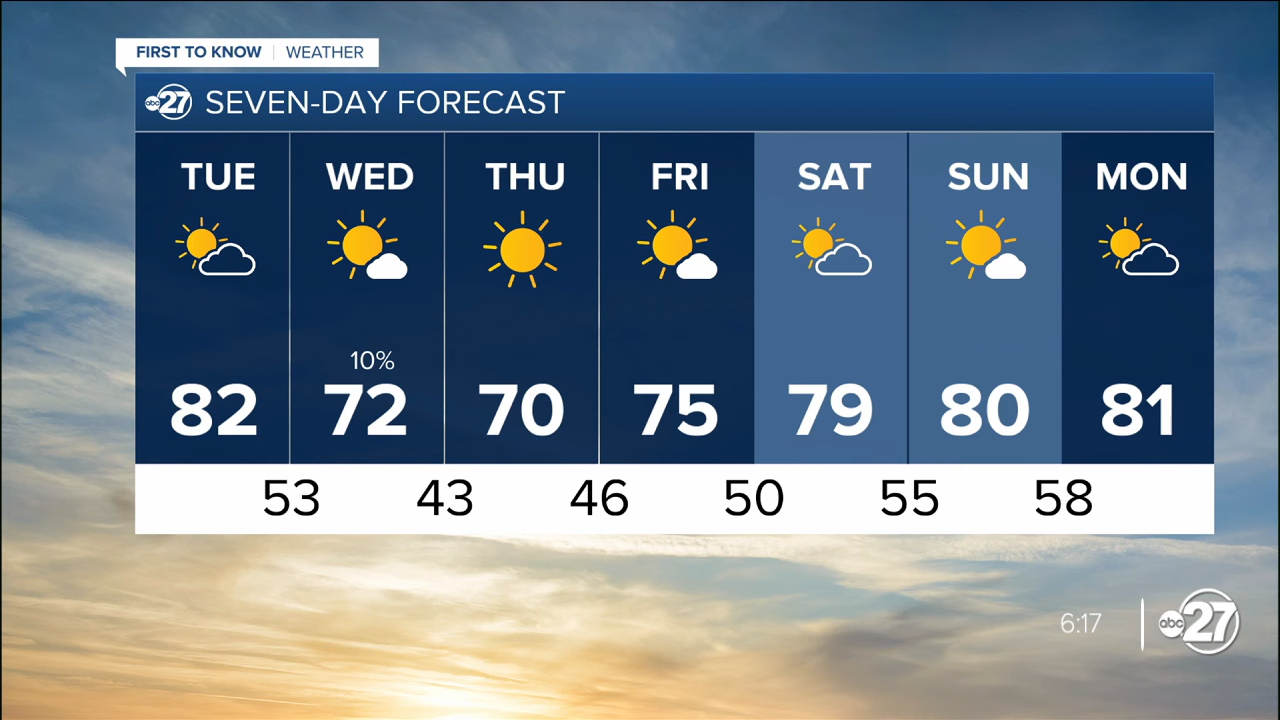 FIRST TO KNOW | WEATHER
abc 27 SEVEN-DAY FORECAST
TUE WED THU FRI SAT SUN MON
10%
82 72 70 75 79 80 81
53 43 46 50 55 58
6:17 abc 27